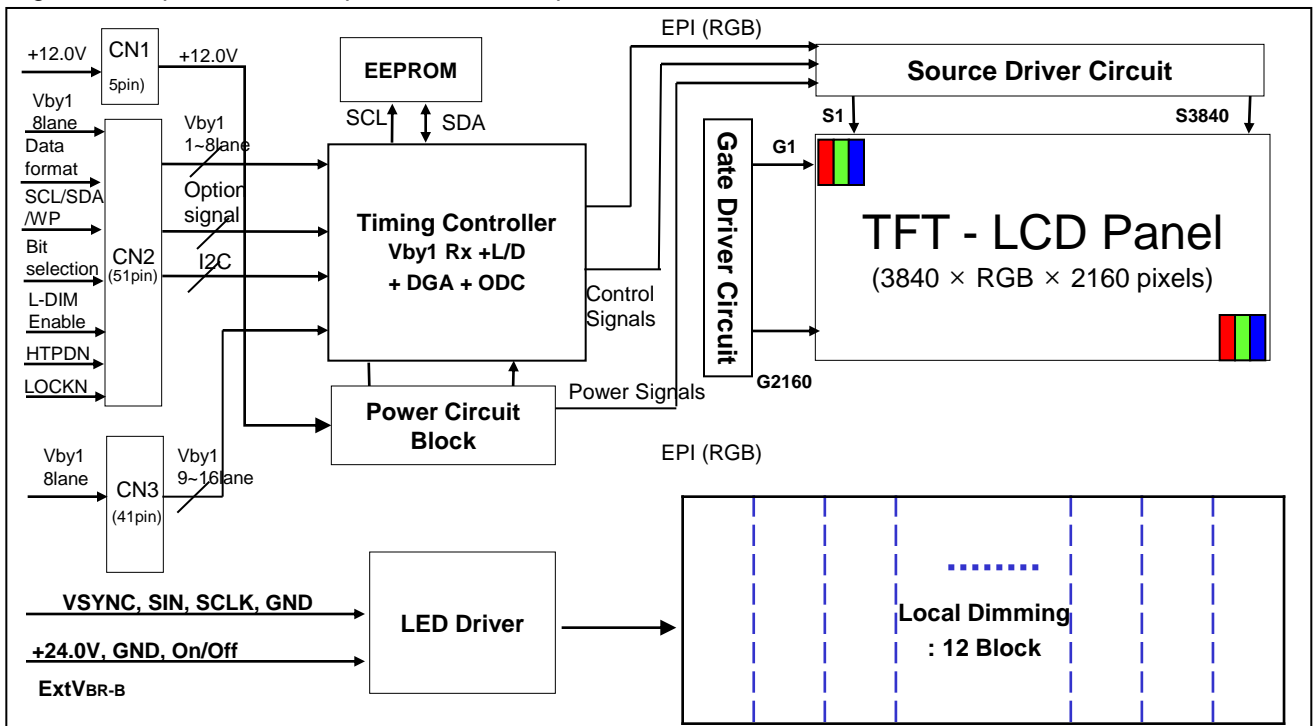 EPI (RGB)
+12.0V
CN1
5pin)
+12.0V
EEPROM
SCL
SDA
Source Driver Circuit
S1
S3840
Vby1
8lane
Data
format
SCL/SDA
/WP
Bit
selection
L-DIM
Enable
HTPDN
LOCKN
CN2
(51pin)
Vby1
1~8lane
Option
signal
I2C
Timing Controller
Vby1 Rx +L/D
+ DGA + ODC
Control
Signals
Gate Driver Circuit
G1
G2160
TFT - LCD Panel
(3840 × RGB × 2160 pixels)
Power Circuit
Block
Power Signals
EPI (RGB)
Vby1
8lane
CN3
(41pin)
Vby1
9~16lane
VSYNC, SIN, SCLK, GND
+24.0V, GND, On/Off
ExtVBR-B
LED Driver
Local Dimming
: 12 Block